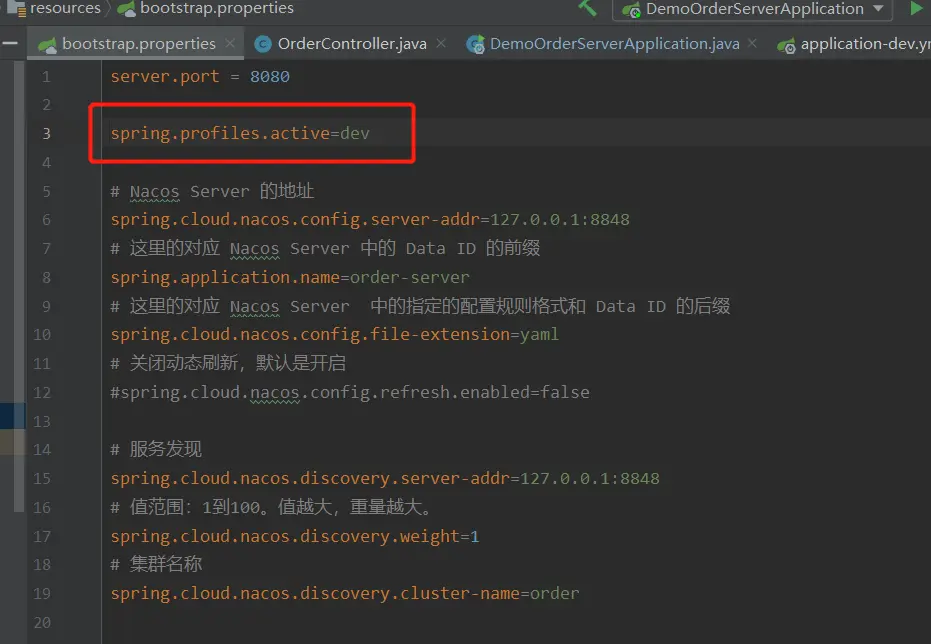 resources bootstrap.properties DemoOrderServerApplication
bootstrap.properties OrderController.java DemoOrderServerApplication.java application-dev.ym
1 server.port = 8080
2
3 spring.profiles.active=dev
4
5 # Nacos Server 的地址
6 spring.cloud.nacos.config.server-addr=127.0.0.1:8848
7 # 这里的对应 Nacos Server 中的 Data ID 的前缀
8 spring.application.name=order-server
9 # 这里的对应 Nacos Server  中的指定的配置规则格式和 Data ID 的后缀
10 spring.cloud.nacos.config.file-extension=yaml
11 # 关闭动态刷新，默认是开启
12 #spring.cloud.nacos.config.refresh.enabled=false
13
14 # 服务发现
15 spring.cloud.nacos.discovery.server-addr=127.0.0.1:8848
16 # 值范围：1到100。值越大，重量越大。
17 spring.cloud.nacos.discovery.weight=1
18 # 集群名称
19 spring.cloud.nacos.discovery.cluster-name=order
20